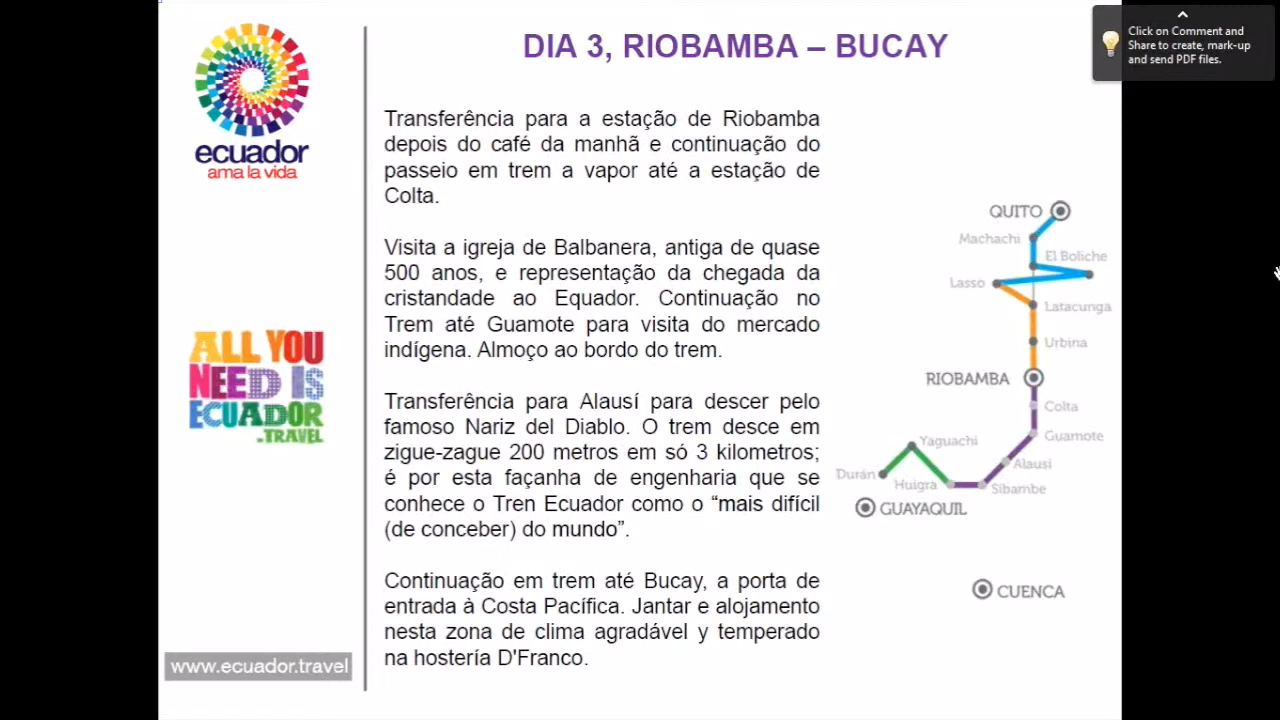 ecuador
ama la vida
ALL YOU
NEED IS
ECUADOR
.TRAVEL
www.ecuador.travel
DIA 3, RIOBAMBA – BUCAY
Transferência para a estação de Riobamba
depois do café da manhã e continuação do
passeio em trem a vapor até a estação de
Colta.
Visita a igreja de Balbanera, antiga de quase
500 anos, e representação da chegada da
cristandade ao Equador. Continuação no
Trem até Guamote para visita do mercado
indígena. Almoço ao bordo do trem.
Transferência para Alausí para descer pelo
famoso Nariz del Diablo. O trem desce em
zigue-zague 200 metros em só 3 kilometros;
é por esta façanha de engenharia que se
conhece o Tren Ecuador como o “mais difícil
(de conceber) do mundo”.
Continuação em trem até Bucay, a porta de
entrada à Costa Pacífica. Jantar e alojamento
nesta zona de clima agradável y temperado
na hostería D'Franco.
Click on Comment and
Share to create, mark-up
and send PDF files.
QUITO
Machachi
El Boliche
Lasso
Latacunga
Urbina
RIOBAMBA
Colta
Guamote
Yaguachi
Alausí
Durán
Huigra
Sibambe
GUAYAQUIL
CUENCA